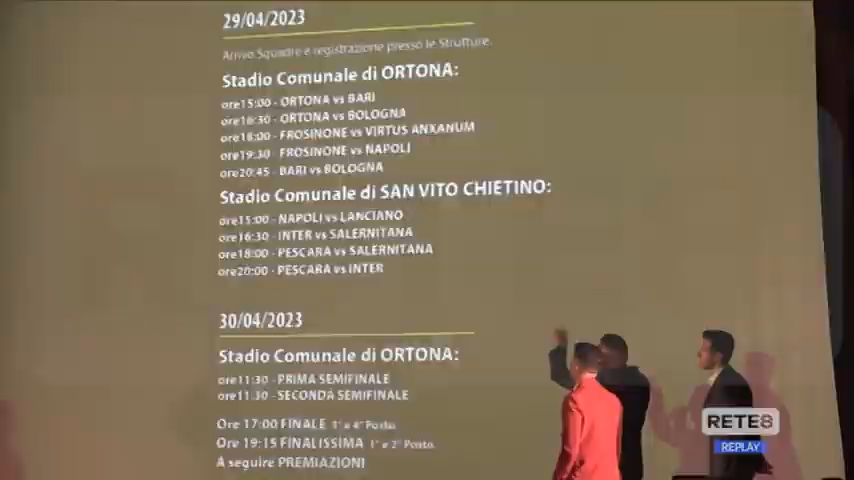 29/04/2023
Arrivo Squadre e registrazione presso le Strutture
Stadio Comunale di ORTONA:
ore15:00 - ORTONA vs BARI
ore16:30 - ORTONA vs BOLOGNA
ore18:00 - FROSINONE vs VIRTUS ANXANUM
ore19:30 - FROSINONE vs NAPOLI
ore20:45 - BARI vs BOLOGNA
Stadio Comunale di SAN VITO CHIETINO:
ore15:00 - NAPOLI vs LANCIANO
ore16:30 - INTER vs SALERNITANA
ore18:00 - PESCARA vs SALERNITANA
ore20:00 - PESCARA vs INTER
30/04/2023
Stadio Comunale di ORTONA:
ore11:30 - PRIMA SEMIFINALE
ore11:30 - SECONDA SEMIFINALE
Ore 17:00 FINALE 3° e 4° Posto
Ore 19:15 FINALISSIMA 1° e 2° Posto
A seguire PREMIAZIONI
RETE8
REPLAY